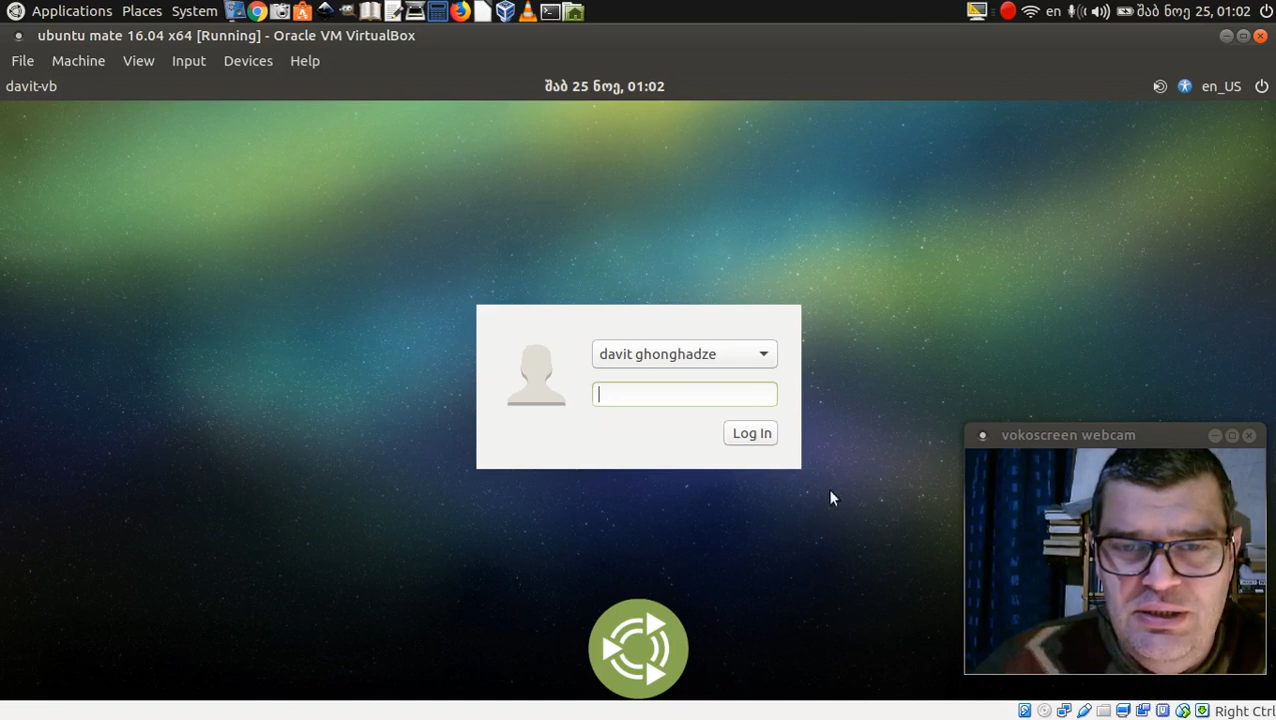 Applications Places System en შაბ ნოე 25, 01:02
ubuntu mate 16.04 x64 [Running] - Oracle VM VirtualBox
File Machine View Input Devices Help
davit-vb შაბ 25 ნოე, 01:02 en_US
davit ghonghadze
Log In
vokoscreen webcam
Right Ctrl